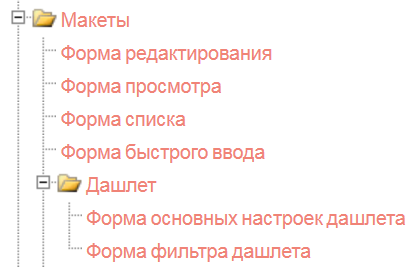 Макеты
Форма редактирования
Форма просмотра
Форма списка
Форма быстрого ввода
Дашлет
Форма основных настроек дашлета
Форма фильтра дашлета